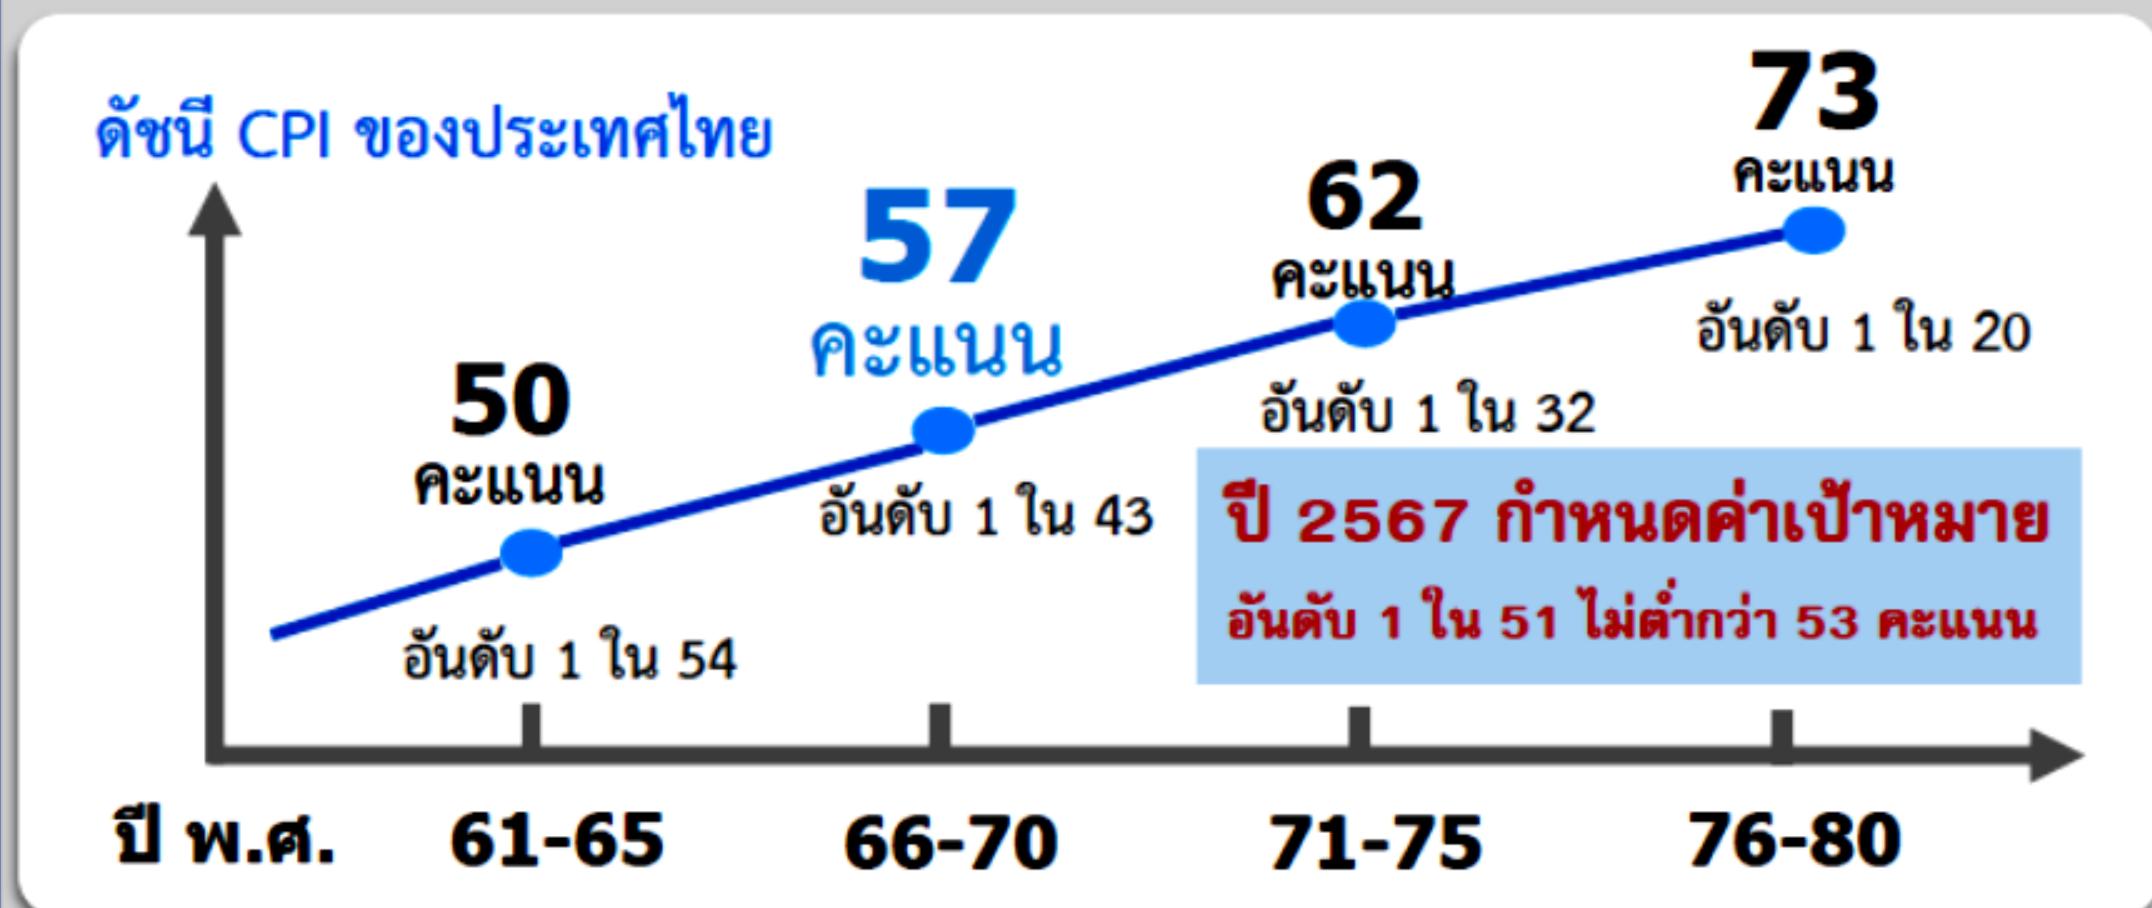 ดัชนี CPI ของประเทศไทย
73
คะแนน
62
คะแนน
57
คะแนน
50
คะแนน
อันดับ 1 ใน 20
อันดับ 1 ใน 32
อันดับ 1 ใน 43
อันดับ 1 ใน 54
ปี 2567 กำหนดค่าเป้าหมาย
อันดับ 1 ใน 51 ไม่ต่ำกว่า 53 คะแนน
ปี พ.ศ. 61-65 66-70 71-75 76-80